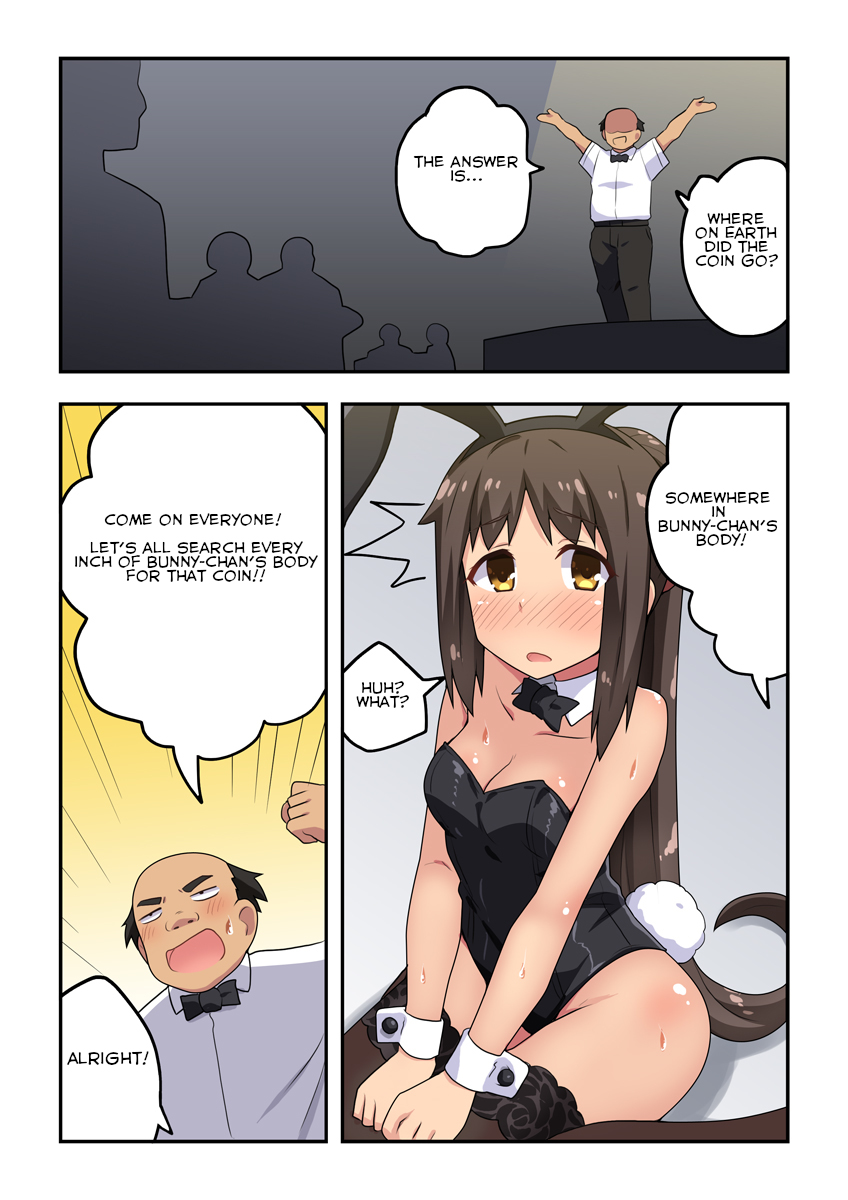 WHERE
ON EARTH
DID THE
COIN GO?
THE ANSWER
IS...
SOMEWHERE
IN
BUNNY-CHAN'S
BODY!
HUH?
WHAT?
COME ON EVERYONE!
LET'S ALL SEARCH EVERY
INCH OF BUNNY-CHAN'S BODY
FOR THAT COIN!!
ALRIGHT!